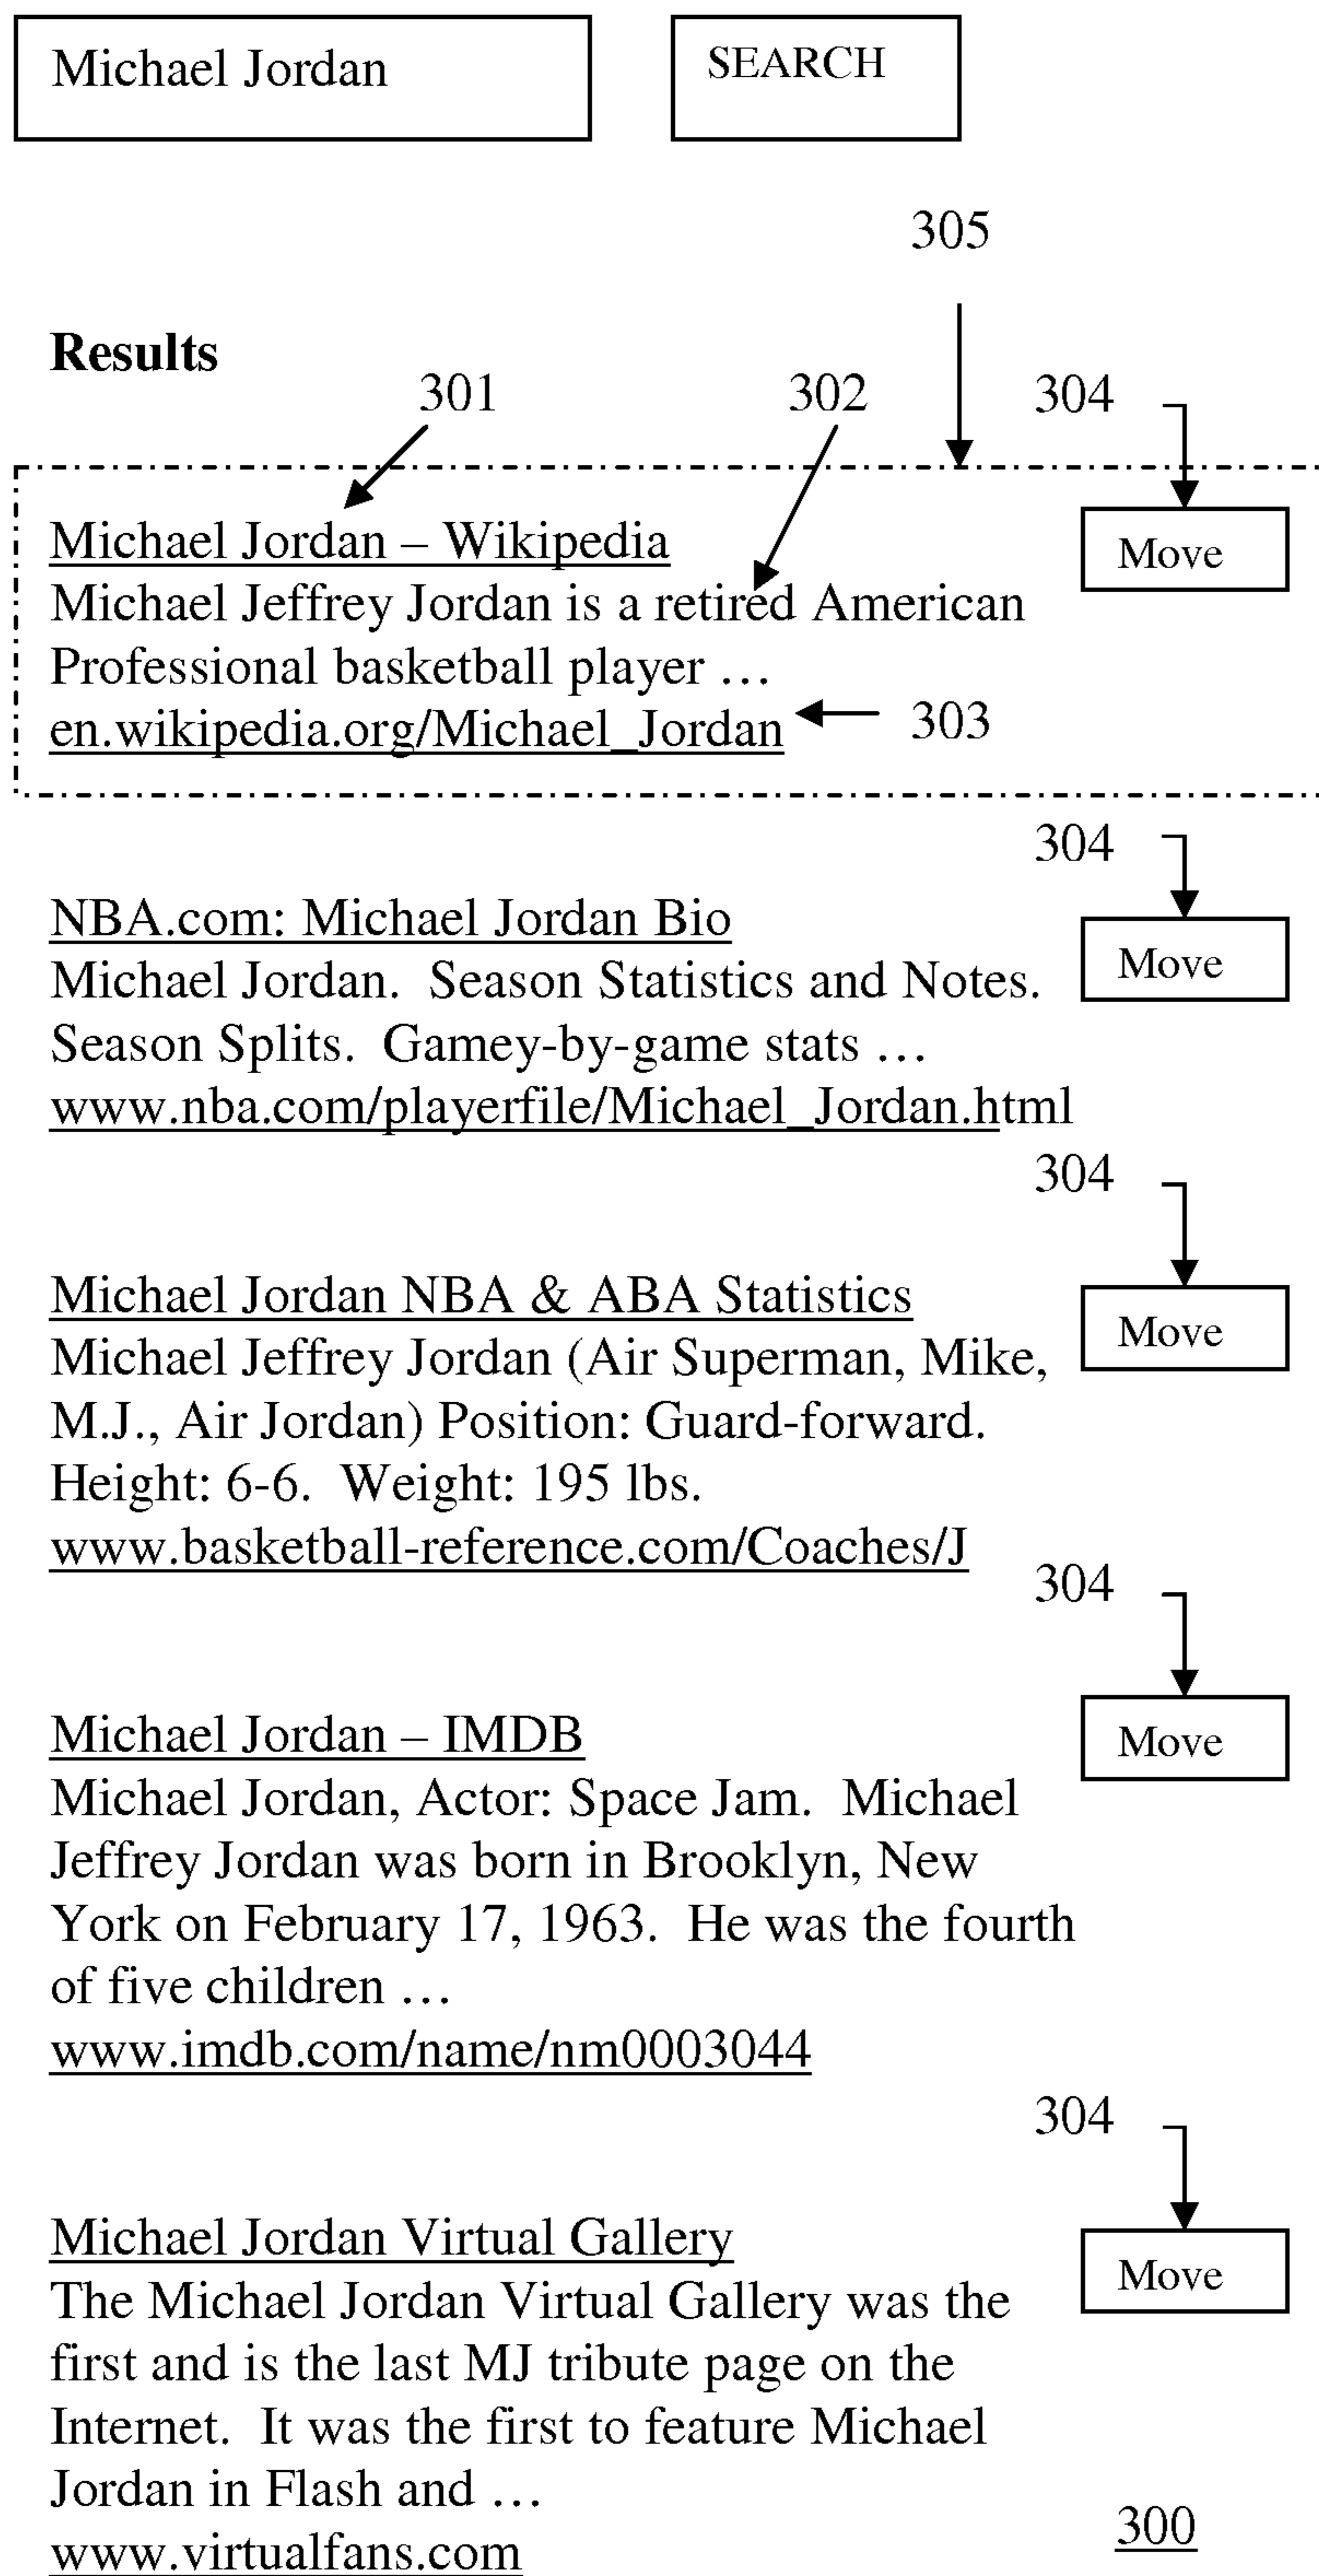 Michael Jordan
SEARCH
305
Results
301
302
304
Michael Jordan – Wikipedia
Move
Michael Jeffrey Jordan is a retired American
Professional basketball player …
en.wikipedia.org/Michael_Jordan
303
304
NBA.com: Michael Jordan Bio
Move
Michael Jordan.  Season Statistics and Notes.
Season Splits.  Gamey-by-game stats …
www.nba.com/playerfile/Michael_Jordan.html
304
Michael Jordan NBA & ABA Statistics
Move
Michael Jeffrey Jordan (Air Superman, Mike,
M.J., Air Jordan) Position: Guard-forward.
Height: 6-6.  Weight: 195 lbs.
www.basketball-reference.com/Coaches/J
304
Michael Jordan – IMDB
Move
Michael Jordan, Actor: Space Jam.  Michael
Jeffrey Jordan was born in Brooklyn, New
York on February 17, 1963.  He was the fourth
of five children …
www.imdb.com/name/nm0003044
304
Michael Jordan Virtual Gallery
Move
The Michael Jordan Virtual Gallery was the
first and is the last MJ tribute page on the
Internet.  It was the first to feature Michael
Jordan in Flash and …
www.virtualfans.com
300